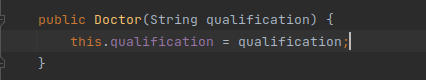 public Doctor(String qualification) {
    this.qualification = qualification;
}